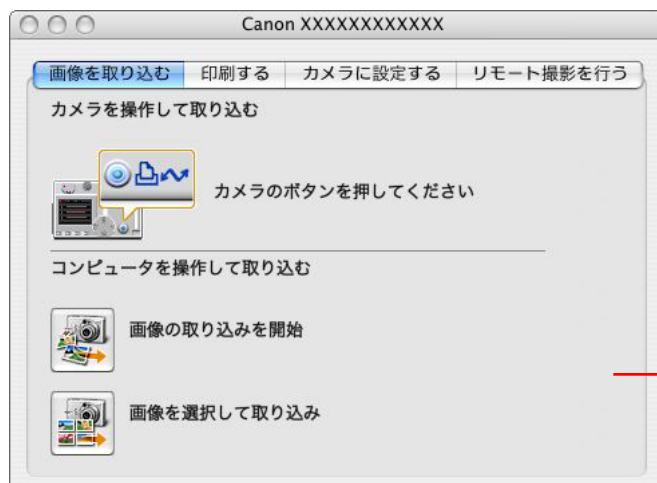 Canon XXXXXXXXXXXX
画像を取り込む 印刷する カメラに設定する リモート撮影を行う
カメラを操作して取り込む
カメラのボタンを押してください
コンピュータを操作して取り込む
画像の取り込みを開始
画像を選択して取り込み